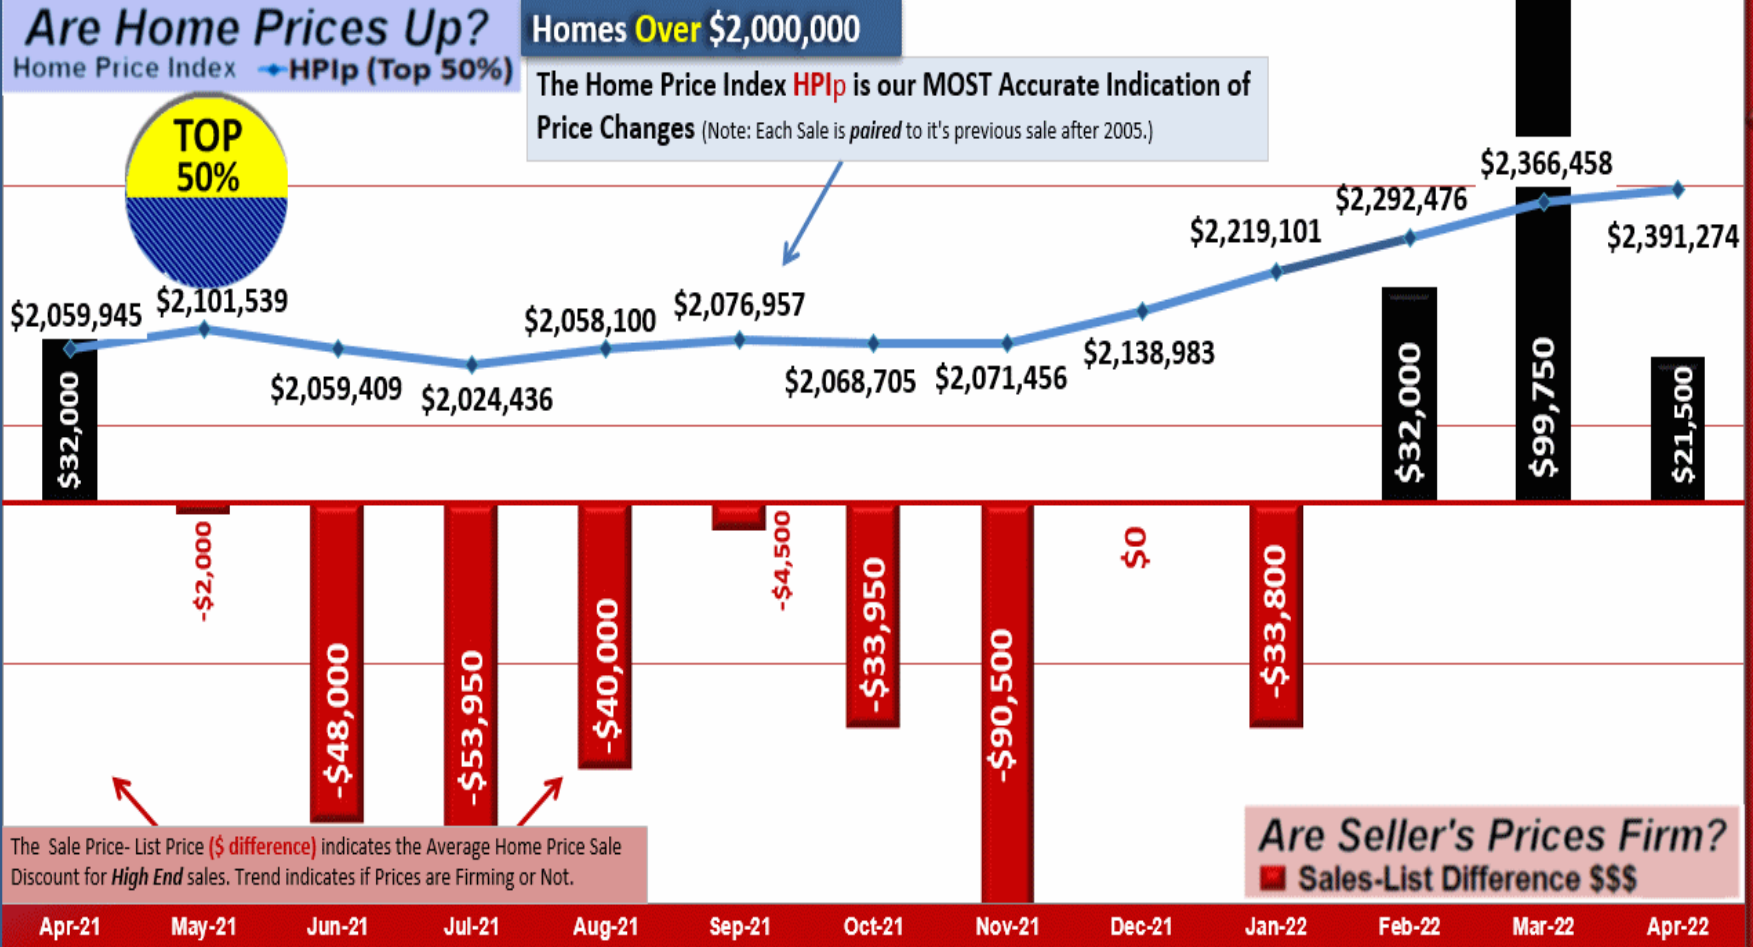 Are Home Prices Up?
Home Price Index HPIp (Top 50%)
Homes Over $2,000,000
The Home Price Index HPIp is our MOST Accurate Indication of
Price Changes (Note: Each Sale is paired to it's previous sale after 2005.)
TOP
50%
$2,059,945
$2,101,539
$2,059,409
$2,024,436
$2,058,100
$2,076,957
$2,068,705
$2,071,456
$2,138,983
$2,219,101
$2,292,476
$2,366,458
$2,391,274
$32,000
-$2,000
-$48,000
-$53,950
-$40,000
-$4,500
-$33,950
-$90,500
$0
-$33,800
$32,000
$99,750
$21,500
The Sale Price- List Price ($ difference) indicates the Average Home Price Sale
Discount for High End sales. Trend indicates if Prices are Firming or Not.
Are Seller's Prices Firm?
Sales-List Difference $$$
Apr-21 May-21 Jun-21 Jul-21 Aug-21 Sep-21 Oct-21 Nov-21 Dec-21 Jan-22 Feb-22 Mar-22 Apr-22